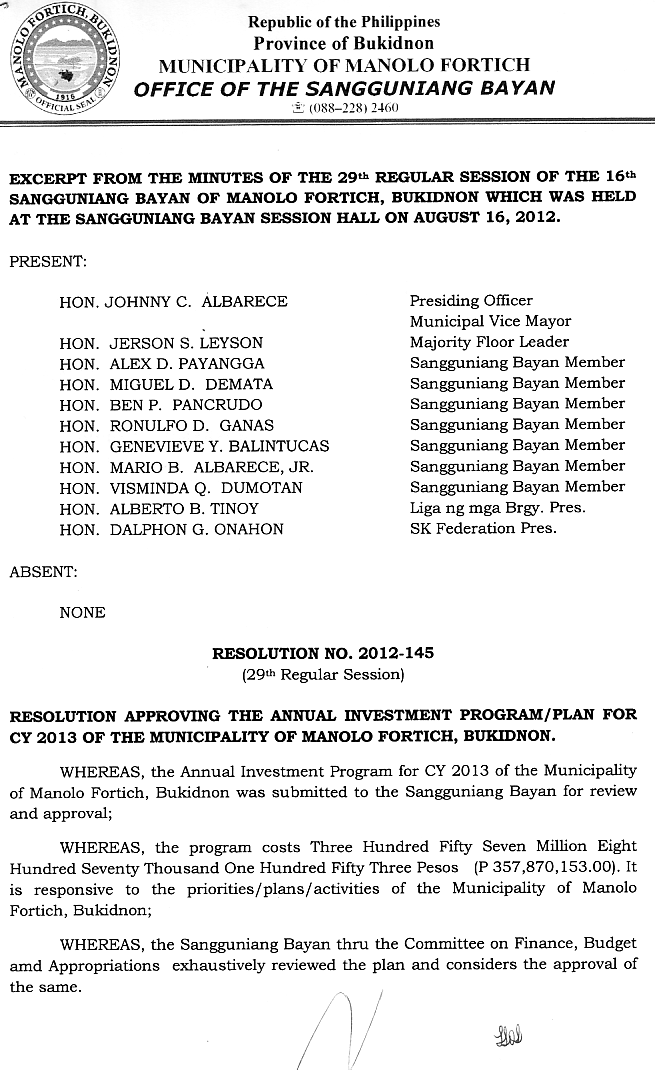 MANOLO FORTICH, BUKIDNON
1916
OFFICIAL SEAL
Republic of the Philippines
Province of Bukidnon
MUNICIPALITY OF MANOLO FORTICH
OFFICE OF THE SANGGUNIANG BAYAN
☏ (088–228) 2460
EXCERPT FROM THE MINUTES OF THE 29th REGULAR SESSION OF THE 16th
SANGGUNIANG BAYAN OF MANOLO FORTICH, BUKIDNON WHICH WAS HELD
AT THE SANGGUNIANG BAYAN SESSION HALL ON AUGUST 16, 2012.
PRESENT:
HON. JOHNNY C. ALBARECE Presiding Officer
Municipal Vice Mayor
HON. JERSON S. LEYSON Majority Floor Leader
HON. ALEX D. PAYANGGA Sangguniang Bayan Member
HON. MIGUEL D. DEMATA Sangguniang Bayan Member
HON. BEN P. PANCRUDO Sangguniang Bayan Member
HON. RONULFO D. GANAS Sangguniang Bayan Member
HON. GENEVIEVE Y. BALINTUCAS Sangguniang Bayan Member
HON. MARIO B. ALBARECE, JR. Sangguniang Bayan Member
HON. VISMINDA Q. DUMOTAN Sangguniang Bayan Member
HON. ALBERTO B. TINOY Liga ng mga Brgy. Pres.
HON. DALPHON G. ONAHON SK Federation Pres.
ABSENT:
NONE
RESOLUTION NO. 2012-145
(29th Regular Session)
RESOLUTION APPROVING THE ANNUAL INVESTMENT PROGRAM/PLAN FOR
CY 2013 OF THE MUNICIPALITY OF MANOLO FORTICH, BUKIDNON.
WHEREAS, the Annual Investment Program for CY 2013 of the Municipality
of Manolo Fortich, Bukidnon was submitted to the Sangguniang Bayan for review
and approval;
WHEREAS, the program costs Three Hundred Fifty Seven Million Eight
Hundred Seventy Thousand One Hundred Fifty Three Pesos (P 357,870,153.00). It
is responsive to the priorities/plans/activities of the Municipality of Manolo
Fortich, Bukidnon;
WHEREAS, the Sangguniang Bayan thru the Committee on Finance, Budget
amd Appropriations exhaustively reviewed the plan and considers the approval of
the same.